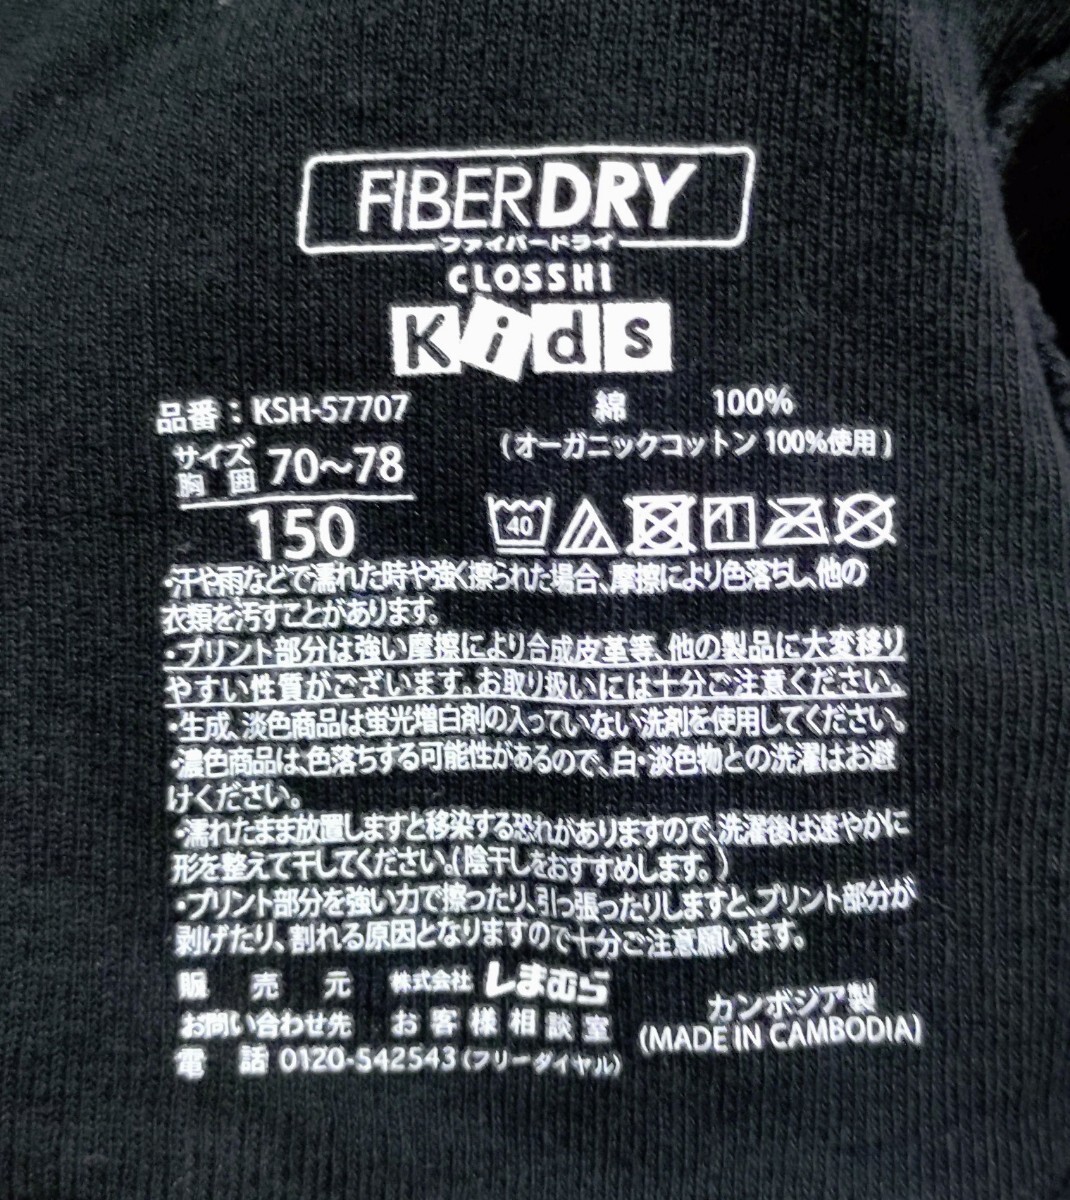 FIBERDRY
ファイバードライ
CLOSSHI
Kids
品番：KSH-57707
サイズ
胸囲 70～78
150
綿 100%
(オーガニックコットン 100%使用)
40
・汗や雨などで濡れた時や強く擦られた場合、摩擦により色落ちし、他の
衣類を汚すことがあります。
・プリント部分は強い摩擦により合成皮革等、他の製品に大変移り
やすい性質がございます。お取り扱いには十分ご注意ください。
・生成、淡色商品は蛍光増白剤の入っていない洗剤を使用してください。
・濃色商品は、色落ちする可能性があるので、白・淡色物との洗濯はお避
けください。
・濡れたまま放置しますと移染する恐れがありますので、洗濯後は速やかに
形を整えて干してください。(陰干しをおすすめします。)
・プリント部分を強い力で擦ったり、引っ張ったりしますと、プリント部分が
剥げたり、割れる原因となりますので十分ご注意願います。
販売元 株式会社 しまむら
お問い合わせ先 お客様相談室
電話 0120-542543(フリーダイヤル)
カンボジア製
(MADE IN CAMBODIA)